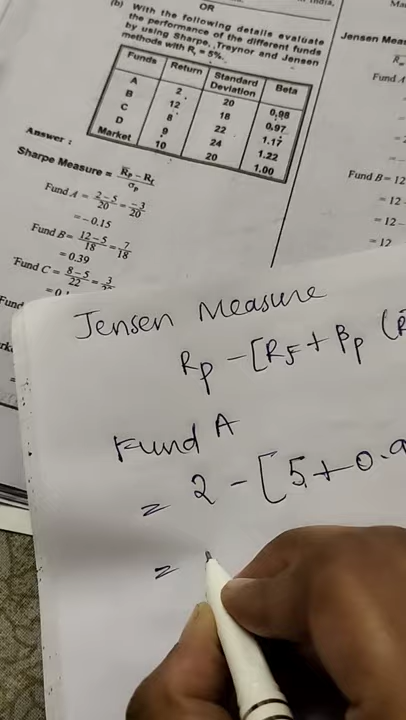 OR
(b) With the following details evaluate
the performance of the different funds
by using Sharpe, Treynor and Jensen
methods with Rf = 5%.
Funds Return Standard Deviation Beta
A 2 20 0.98
B 12 18 0.97
C 8 22 1.17
D 9 24 1.22
Market 10 20 1.00
Answer :
Sharpe Measure = Rp – Rf / σp
Fund A = 2 – 5 / 20 = –3 / 20
= – 0.15
Fund B = 12 – 5 / 18 = 7 / 18
= 0.39
Fund C = 8 – 5 / 22 = 3
Fund
Jensen Meas
Fund A
Fund B = 12
= 12
= 12 –
= 12
Jensen Measure
Rp – [Rf + βp (
Fund A
= 2 – [5 + 0.9
=